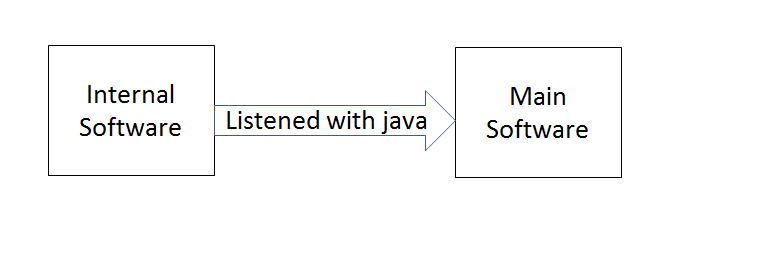 Internal
Software
Listened with java
Main
Software